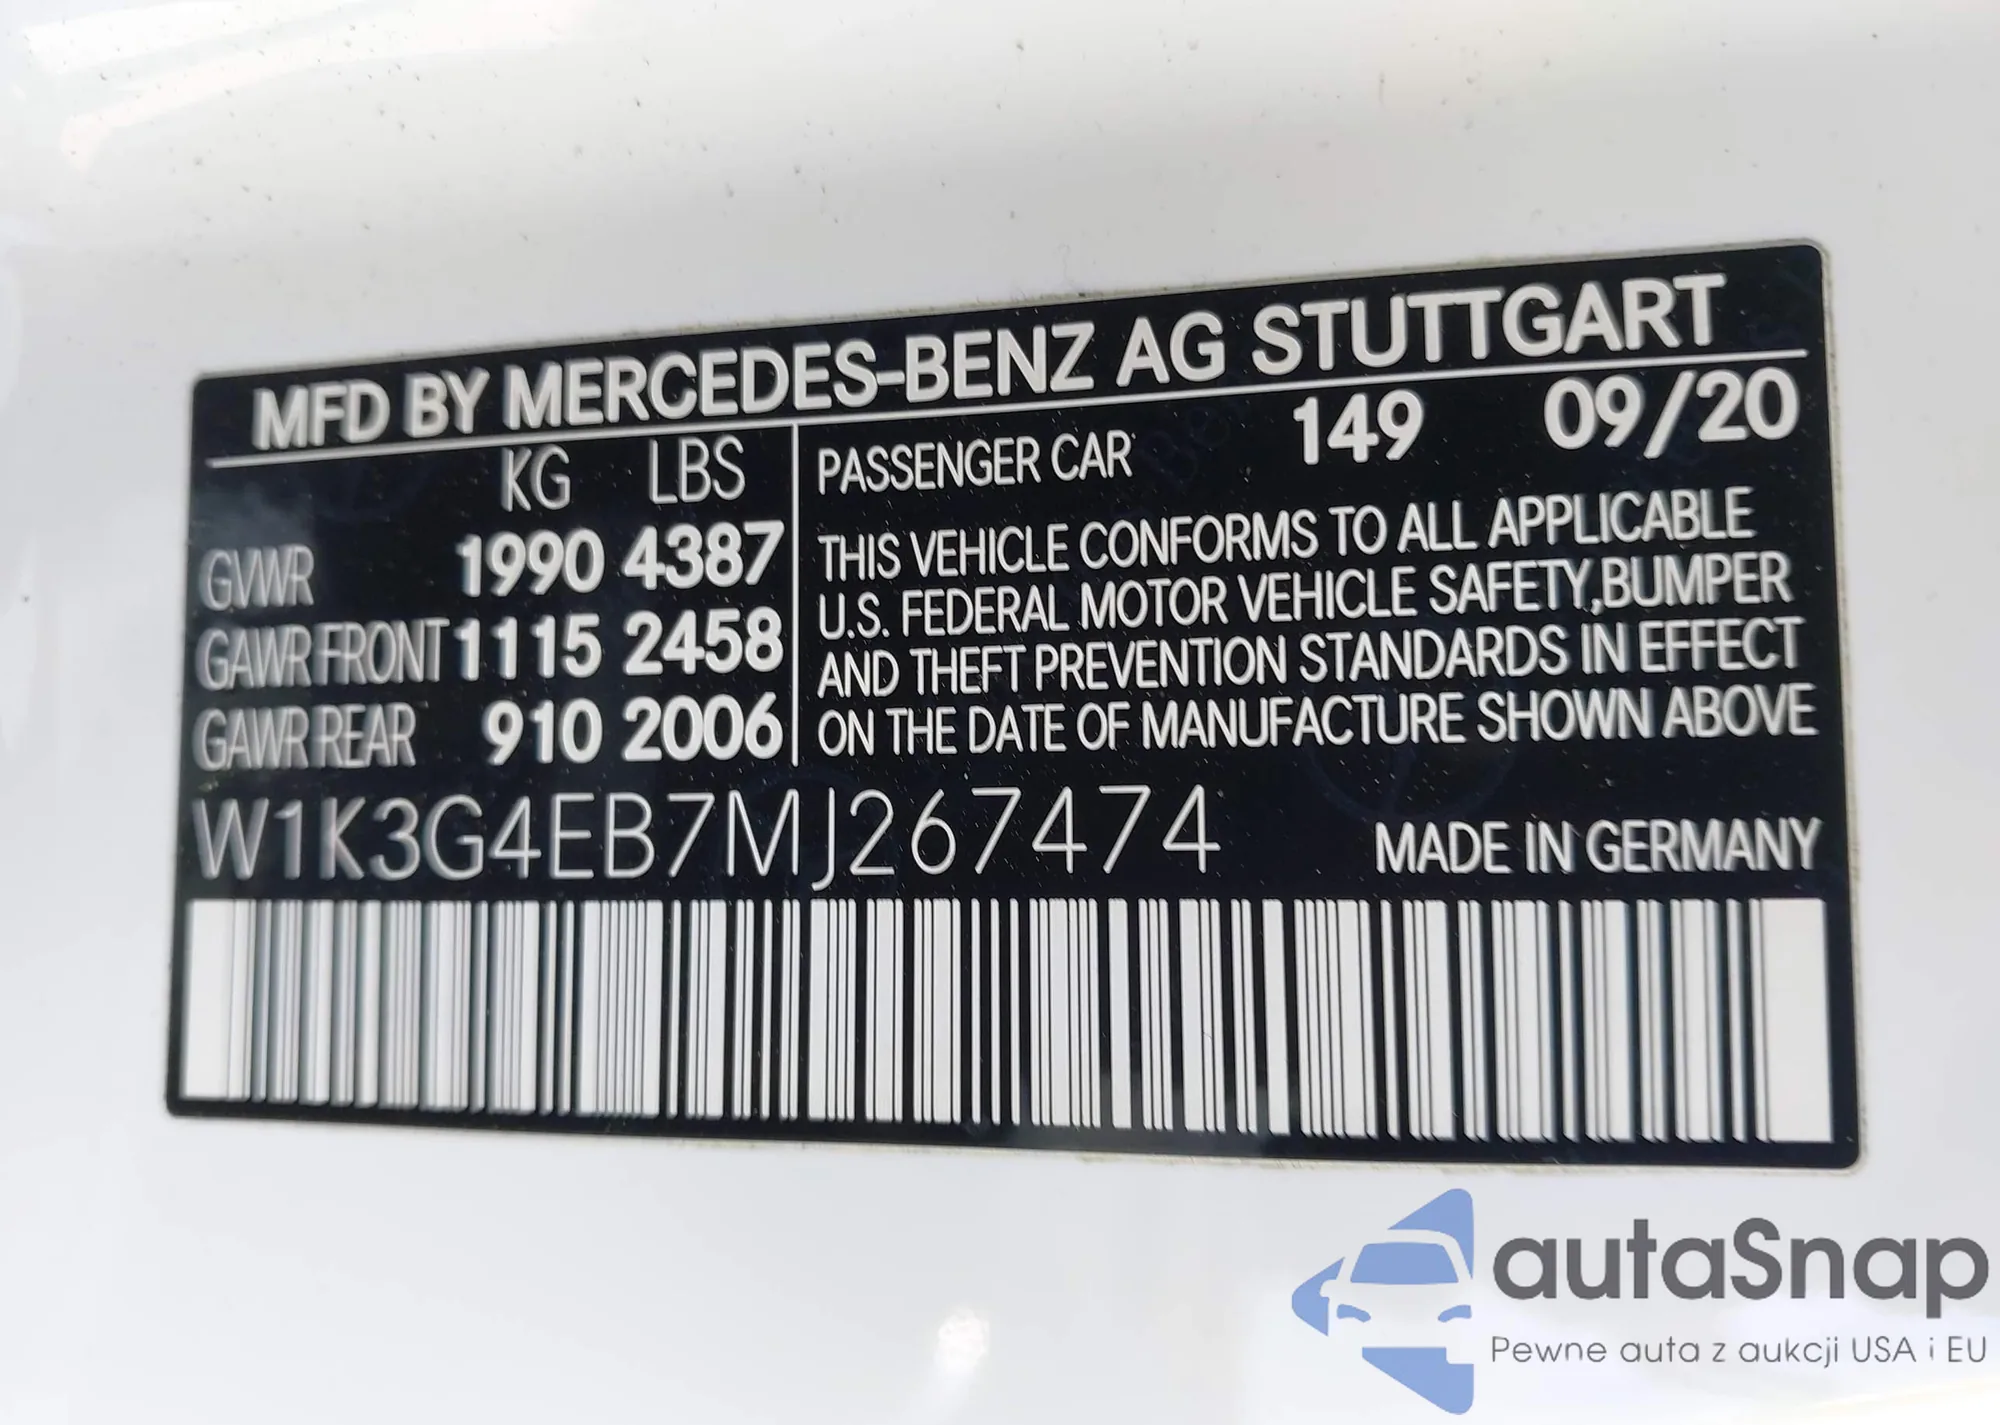 MFD BY MERCEDES-BENZ AG STUTTGART
KG LBS
GVWR 1990 4387
GAWR FRONT 1115 2458
GAWR REAR 910 2006
PASSENGER CAR 149 09/20
THIS VEHICLE CONFORMS TO ALL APPLICABLE
U.S. FEDERAL MOTOR VEHICLE SAFETY,BUMPER
AND THEFT PREVENTION STANDARDS IN EFFECT
ON THE DATE OF MANUFACTURE SHOWN ABOVE
W1K3G4EB7MJ267474
MADE IN GERMANY
autaSnap
Pewne auta z aukcji USA i EU